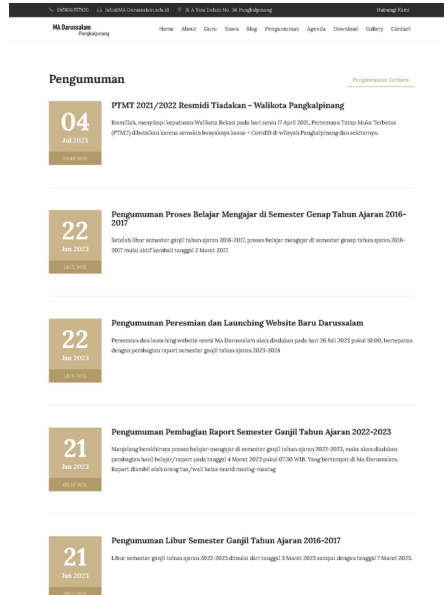 info@MA Darussalam.sch.id
Jl. A Yani Dalam No. 36 Pangkalpinang
Hubungi Kami
MA Darussalam
Pangkalpinang
Home About Guru Siswa Blog Pengumuman Agenda Download Gallery Contact
Pengumuman
Pengumuman Terbaru
04
Jul 2023
PTMT 2021/2022 Resmidi Tiadakan - Walikota Pangkalpinang
Bismillah, menyikapi keputusan Walikota Bekasi pada hari senin 17 April 2021, Pertemuan Tatap Muka Terbatas
(PTMT) dibatalkan karena semakin banyaknya kasus + Covid19 di wilayah Pangkalpinang dan sekitarnya.
22
Jan 2023
Pengumuman Proses Belajar Mengajar di Semester Genap Tahun Ajaran 2016-
2017
Setelah libur semester ganjil tahun ajaran 2016-2017, proses belajar mengajar di semester genap tahun ajaran 2016-
2017 mulai aktif kembali tanggal 2 Maret 2017.
22
Jan 2023
Pengumuman Peresmian dan Launching Website Baru Darussalam
Peresmian dan launching website resmi Ma Darussalam akan diadakan pada hari 26 Juli 2023 pukul 10.00, bertepatan
dengan pembagian raport semester ganjil tahun ajaran 2023-2024
21
Jan 2023
Pengumuman Pembagian Raport Semester Ganjil Tahun Ajaran 2022-2023
Menjelang berakhirnya proses belajar-mengajar di semester ganjil tahun ajaran 2022-2023, maka akan diadakan
pembagian hasil belajar/raport pada tanggal 4 Maret 2023 pukul 07.30 WIB. Yang bertempat di Ma Darussalam.
Raport diambil oleh orang tua/wali kelas murid masing-masing
21
Jan 2023
Pengumuman Libur Semester Ganjil Tahun Ajaran 2016-2017
Libur semester ganjil tahun ajaran 2022-2023 dimulai dari tanggal 3 Maret 2023 sampai dengan tanggal 7 Maret 2023.